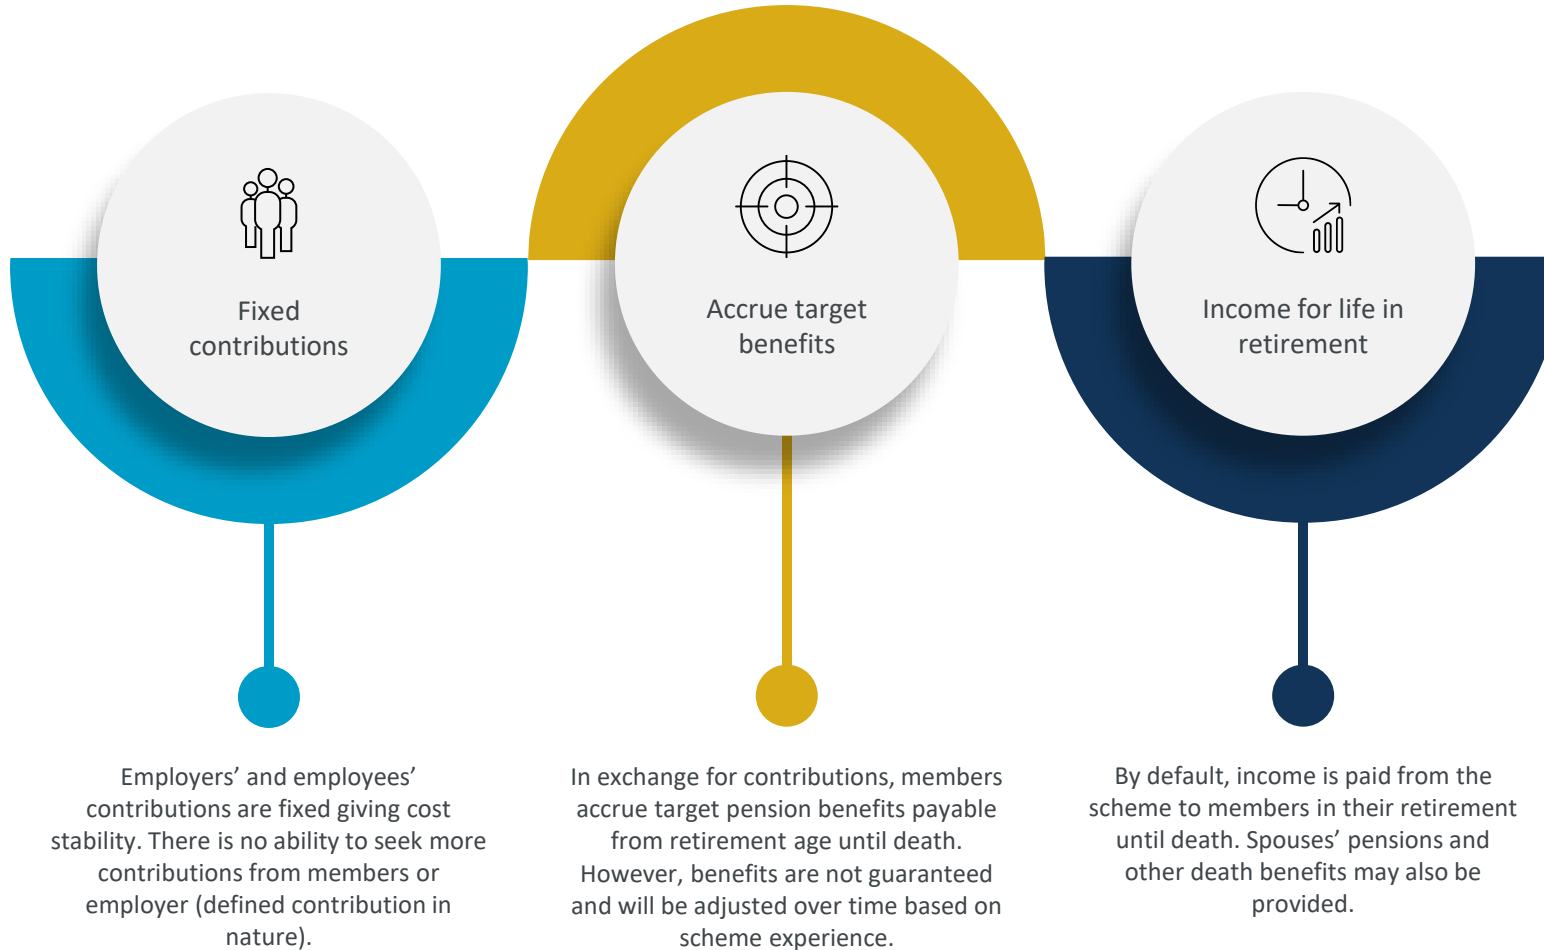 Fixed
contributions
Accrue target
benefits
Income for life in
retirement
Employers’ and employees’
contributions are fixed giving cost
stability. There is no ability to seek more
contributions from members or
employer (defined contribution in
nature).
In exchange for contributions, members
accrue target pension benefits payable
from retirement age until death.
However, benefits are not guaranteed
and will be adjusted over time based on
scheme experience.
By default, income is paid from the
scheme to members in their retirement
until death. Spouses’ pensions and
other death benefits may also be
provided.